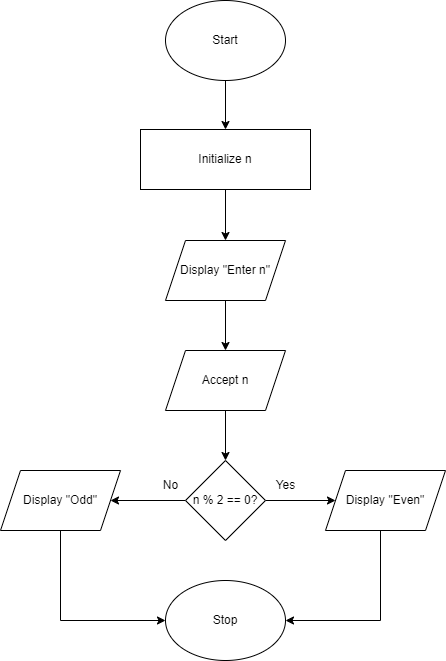 Start
Initialize n
Display "Enter n"
Accept n
No
Yes
Display "Odd"
n % 2 == 0?
Display "Even"
Stop